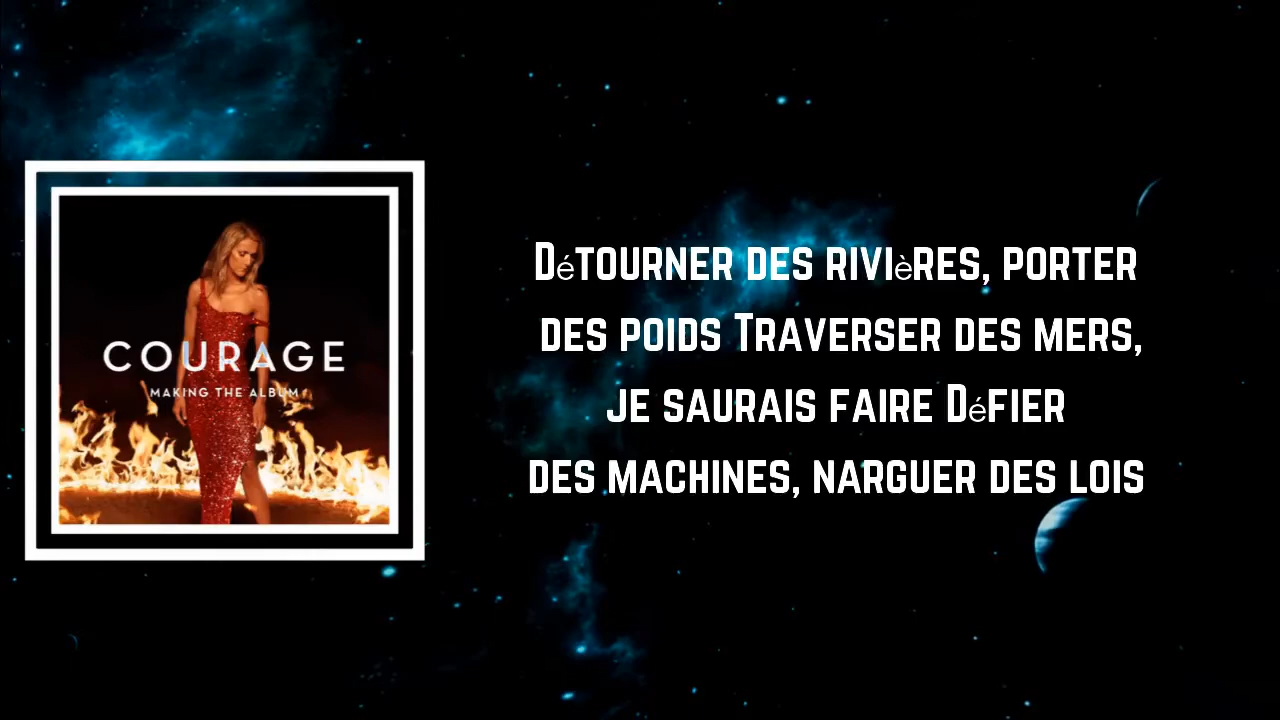 COURAGE
MAKING THE ALBUM
Détourner des rivières, porter
des poids Traverser des mers,
je saurais faire Défier
des machines, narguer des lois